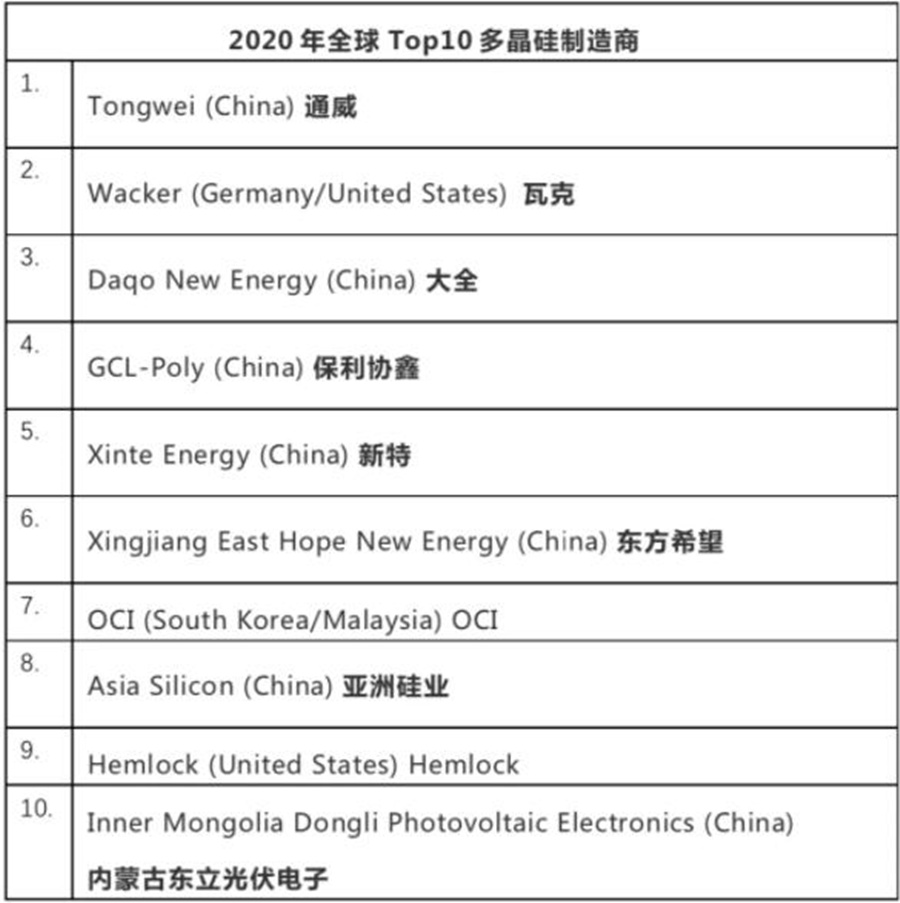 2020 年全球 Top10 多晶硅制造商
1.
Tongwei (China) 通威
2.
Wacker (Germany/United States) 瓦克
3.
Daqo New Energy (China) 大全
4.
GCL-Poly (China) 保利协鑫
5.
Xinte Energy (China) 新特
6.
Xingjiang East Hope New Energy (China) 东方希望
7.
OCI (South Korea/Malaysia) OCI
8.
Asia Silicon (China) 亚洲硅业
9.
Hemlock (United States) Hemlock
10.
Inner Mongolia Dongli Photovoltaic Electronics (China)
内蒙古东立光伏电子